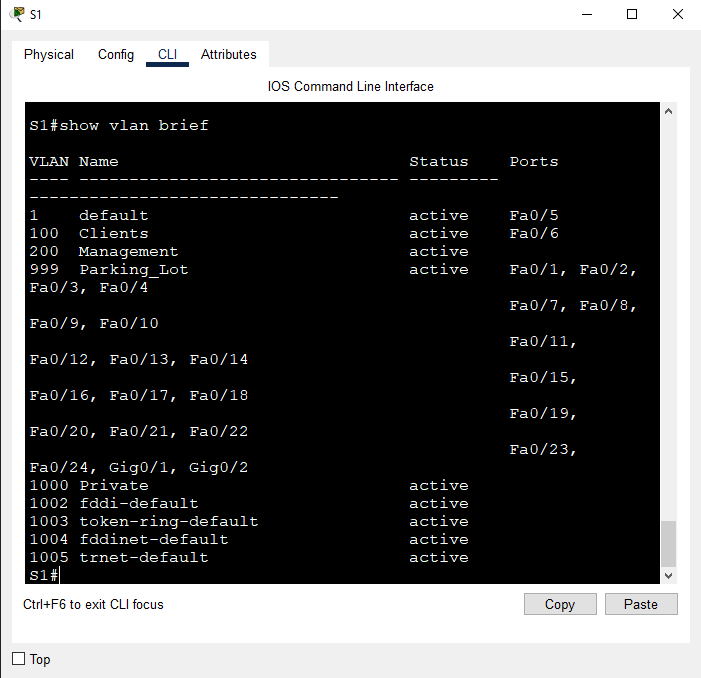 S1
Physical Config CLI Attributes
IOS Command Line Interface
S1#show vlan brief
VLAN Name                             Status    Ports
---- -------------------------------- ---------
-------------------------------
1    default                          active    Fa0/5
100  Clients                          active    Fa0/6
200  Management                       active
999  Parking_Lot                      active    Fa0/1, Fa0/2,
Fa0/3, Fa0/4
                                                Fa0/7, Fa0/8,
Fa0/9, Fa0/10
                                                Fa0/11,
Fa0/12, Fa0/13, Fa0/14
                                                Fa0/15,
Fa0/16, Fa0/17, Fa0/18
                                                Fa0/19,
Fa0/20, Fa0/21, Fa0/22
                                                Fa0/23,
Fa0/24, Gig0/1, Gig0/2
1000 Private                          active
1002 fddi-default                     active
1003 token-ring-default               active
1004 fddinet-default                  active
1005 trnet-default                    active
S1#
Ctrl+F6 to exit CLI focus Copy Paste
Top